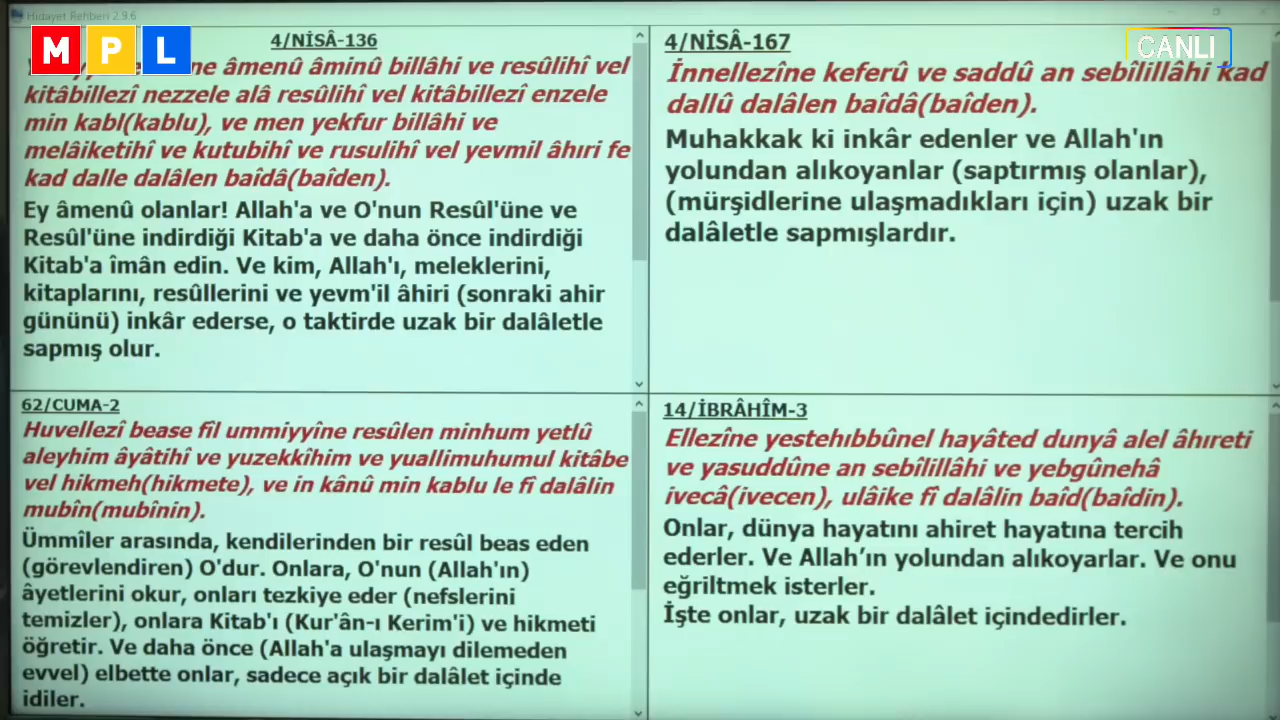 Hidayet Rehberi 2.9.6
MPL
CANLI
4/NİSÂ-136
ne âmenû âminû billâhi ve resûlihî vel
kitâbillezî nezzele alâ resûlihî vel kitâbillezî enzele
min kabl(kablu), ve men yekfur billâhi ve
melâiketihî ve kutubihî ve rusulihî vel yevmil âhıri fe
kad dalle dalâlen baîdâ(baîden).
Ey âmenû olanlar! Allah'a ve O'nun Resûl'üne ve
Resûl'üne indirdiği Kitab'a ve daha önce indirdiği
Kitab'a îmân edin. Ve kim, Allah'ı, meleklerini,
kitaplarını, resûllerini ve yevm'il âhiri (sonraki ahir
gününü) inkâr ederse, o taktirde uzak bir dalâletle
sapmış olur.
4/NİSÂ-167
İnnellezîne keferû ve saddû an sebîlillâhi kad
dallû dalâlen baîdâ(baîden).
Muhakkak ki inkâr edenler ve Allah'ın
yolundan alıkoyanlar (saptırmış olanlar),
(mürşidlerine ulaşmadıkları için) uzak bir
dalâletle sapmışlardır.
62/CUMA-2
Huvellezî bease fîl ummiyyîne resûlen minhum yetlû
aleyhim âyâtihî ve yuzekkîhim ve yuallimuhumul kitâbe
vel hikmeh(hikmete), ve in kânû min kablu le fî dalâlin
mubîn(mubînin).
Ümmîler arasında, kendilerinden bir resûl beas eden
(görevlendiren) O'dur. Onlara, O'nun (Allah'ın)
âyetlerini okur, onları tezkiye eder (nefslerini
temizler), onlara Kitab'ı (Kur'ân-ı Kerim'i) ve hikmeti
öğretir. Ve daha önce (Allah'a ulaşmayı dilemeden
evvel) elbette onlar, sadece açık bir dalâlet içinde
idiler.
14/İBRÂHÎM-3
Ellezîne yestehıbbûnel hayâted dunyâ alel âhıreti
ve yasuddûne an sebîlillâhi ve yebgûnehâ
ivecâ(ivecen), ulâike fî dalâlin baîd(baîdin).
Onlar, dünya hayatını ahiret hayatına tercih
ederler. Ve Allah’ın yolundan alıkoyarlar. Ve onu
eğriltmek isterler.
İşte onlar, uzak bir dalâlet içindedirler.